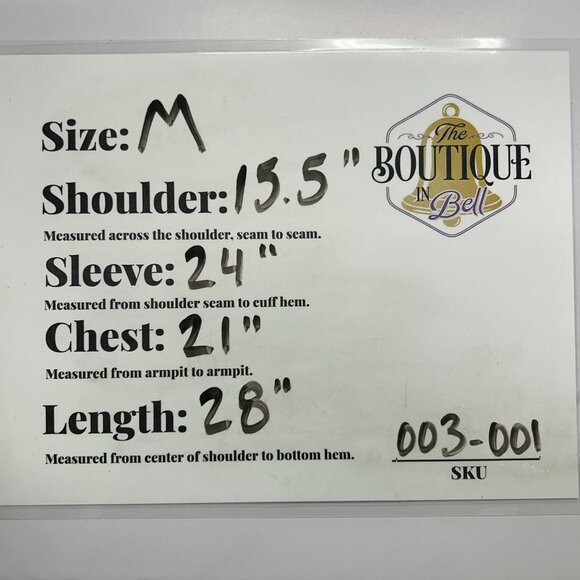 Size: M
Shoulder: 15.5"
Measured across the shoulder, seam to seam.
Sleeve: 24"
Measured from shoulder seam to cuff hem.
Chest: 21"
Measured from armpit to armpit.
Length: 28"
Measured from center of shoulder to bottom hem.
The
BOUTIQUE
IN
Bell
003-001
SKU